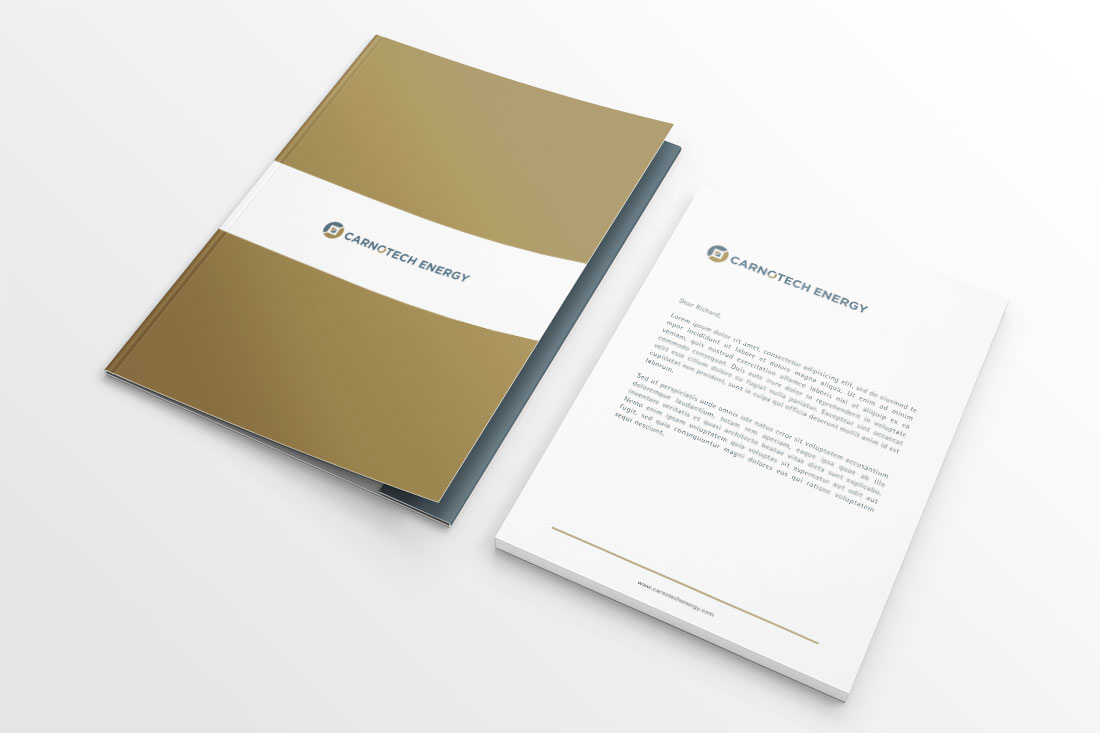 CARNOTECH ENERGY
CARNOTECH ENERGY
Dear Richard,
Lorem ipsum dolor sit amet, consectetur adipisicing elit, sed do eiusmod te
mpor incididunt ut labore et dolore magna aliqua. Ut enim ad minim
veniam, quis nostrud exercitation ullamco laboris nisi ut aliquip ex ea
commodo consequat. Duis aute irure dolor in reprehenderit in voluptate
velit esse cillum dolore eu fugiat nulla pariatur. Excepteur sint occaecat
cupidatat non proident, sunt in culpa qui officia deserunt mollit anim id est
laborum.
Sed ut perspiciatis unde omnis iste natus error sit voluptatem accusantium
doloremque laudantium, totam rem aperiam, eaque ipsa quae ab illo
inventore veritatis et quasi architecto beatae vitae dicta sunt explicabo.
Nemo enim ipsam voluptatem quia voluptas sit aspernatur aut odit aut
fugit, sed quia consequuntur magni dolores eos qui ratione voluptatem
sequi nesciunt.
www.carnotechenergy.com